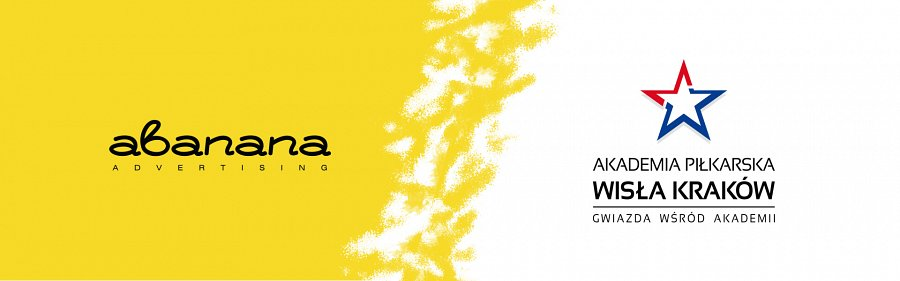 abanana
ADVERTISING
AKADEMIA PIŁKARSKA
WISŁA KRAKÓW
GWIAZDA WŚRÓD AKADEMII